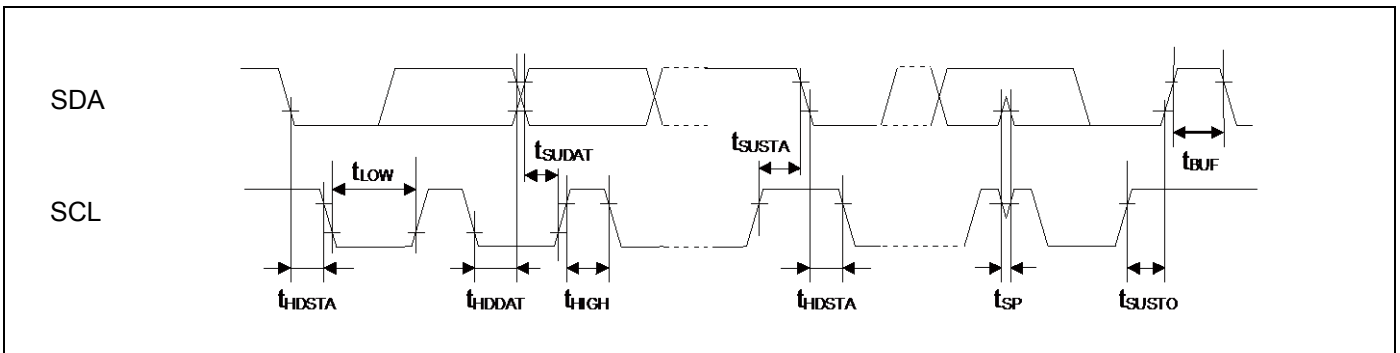 SDA
tSUDAT
tSUSTA
tBUF
tLOW
SCL
tHDSTA
tHDDAT
tHIGH
tHDSTA
tSP
tSUSTO